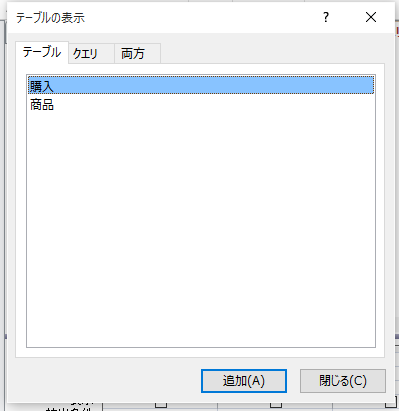 テーブルの表示
? ×
テーブル クエリ 両方
購入
商品
追加(A) 閉じる(C)